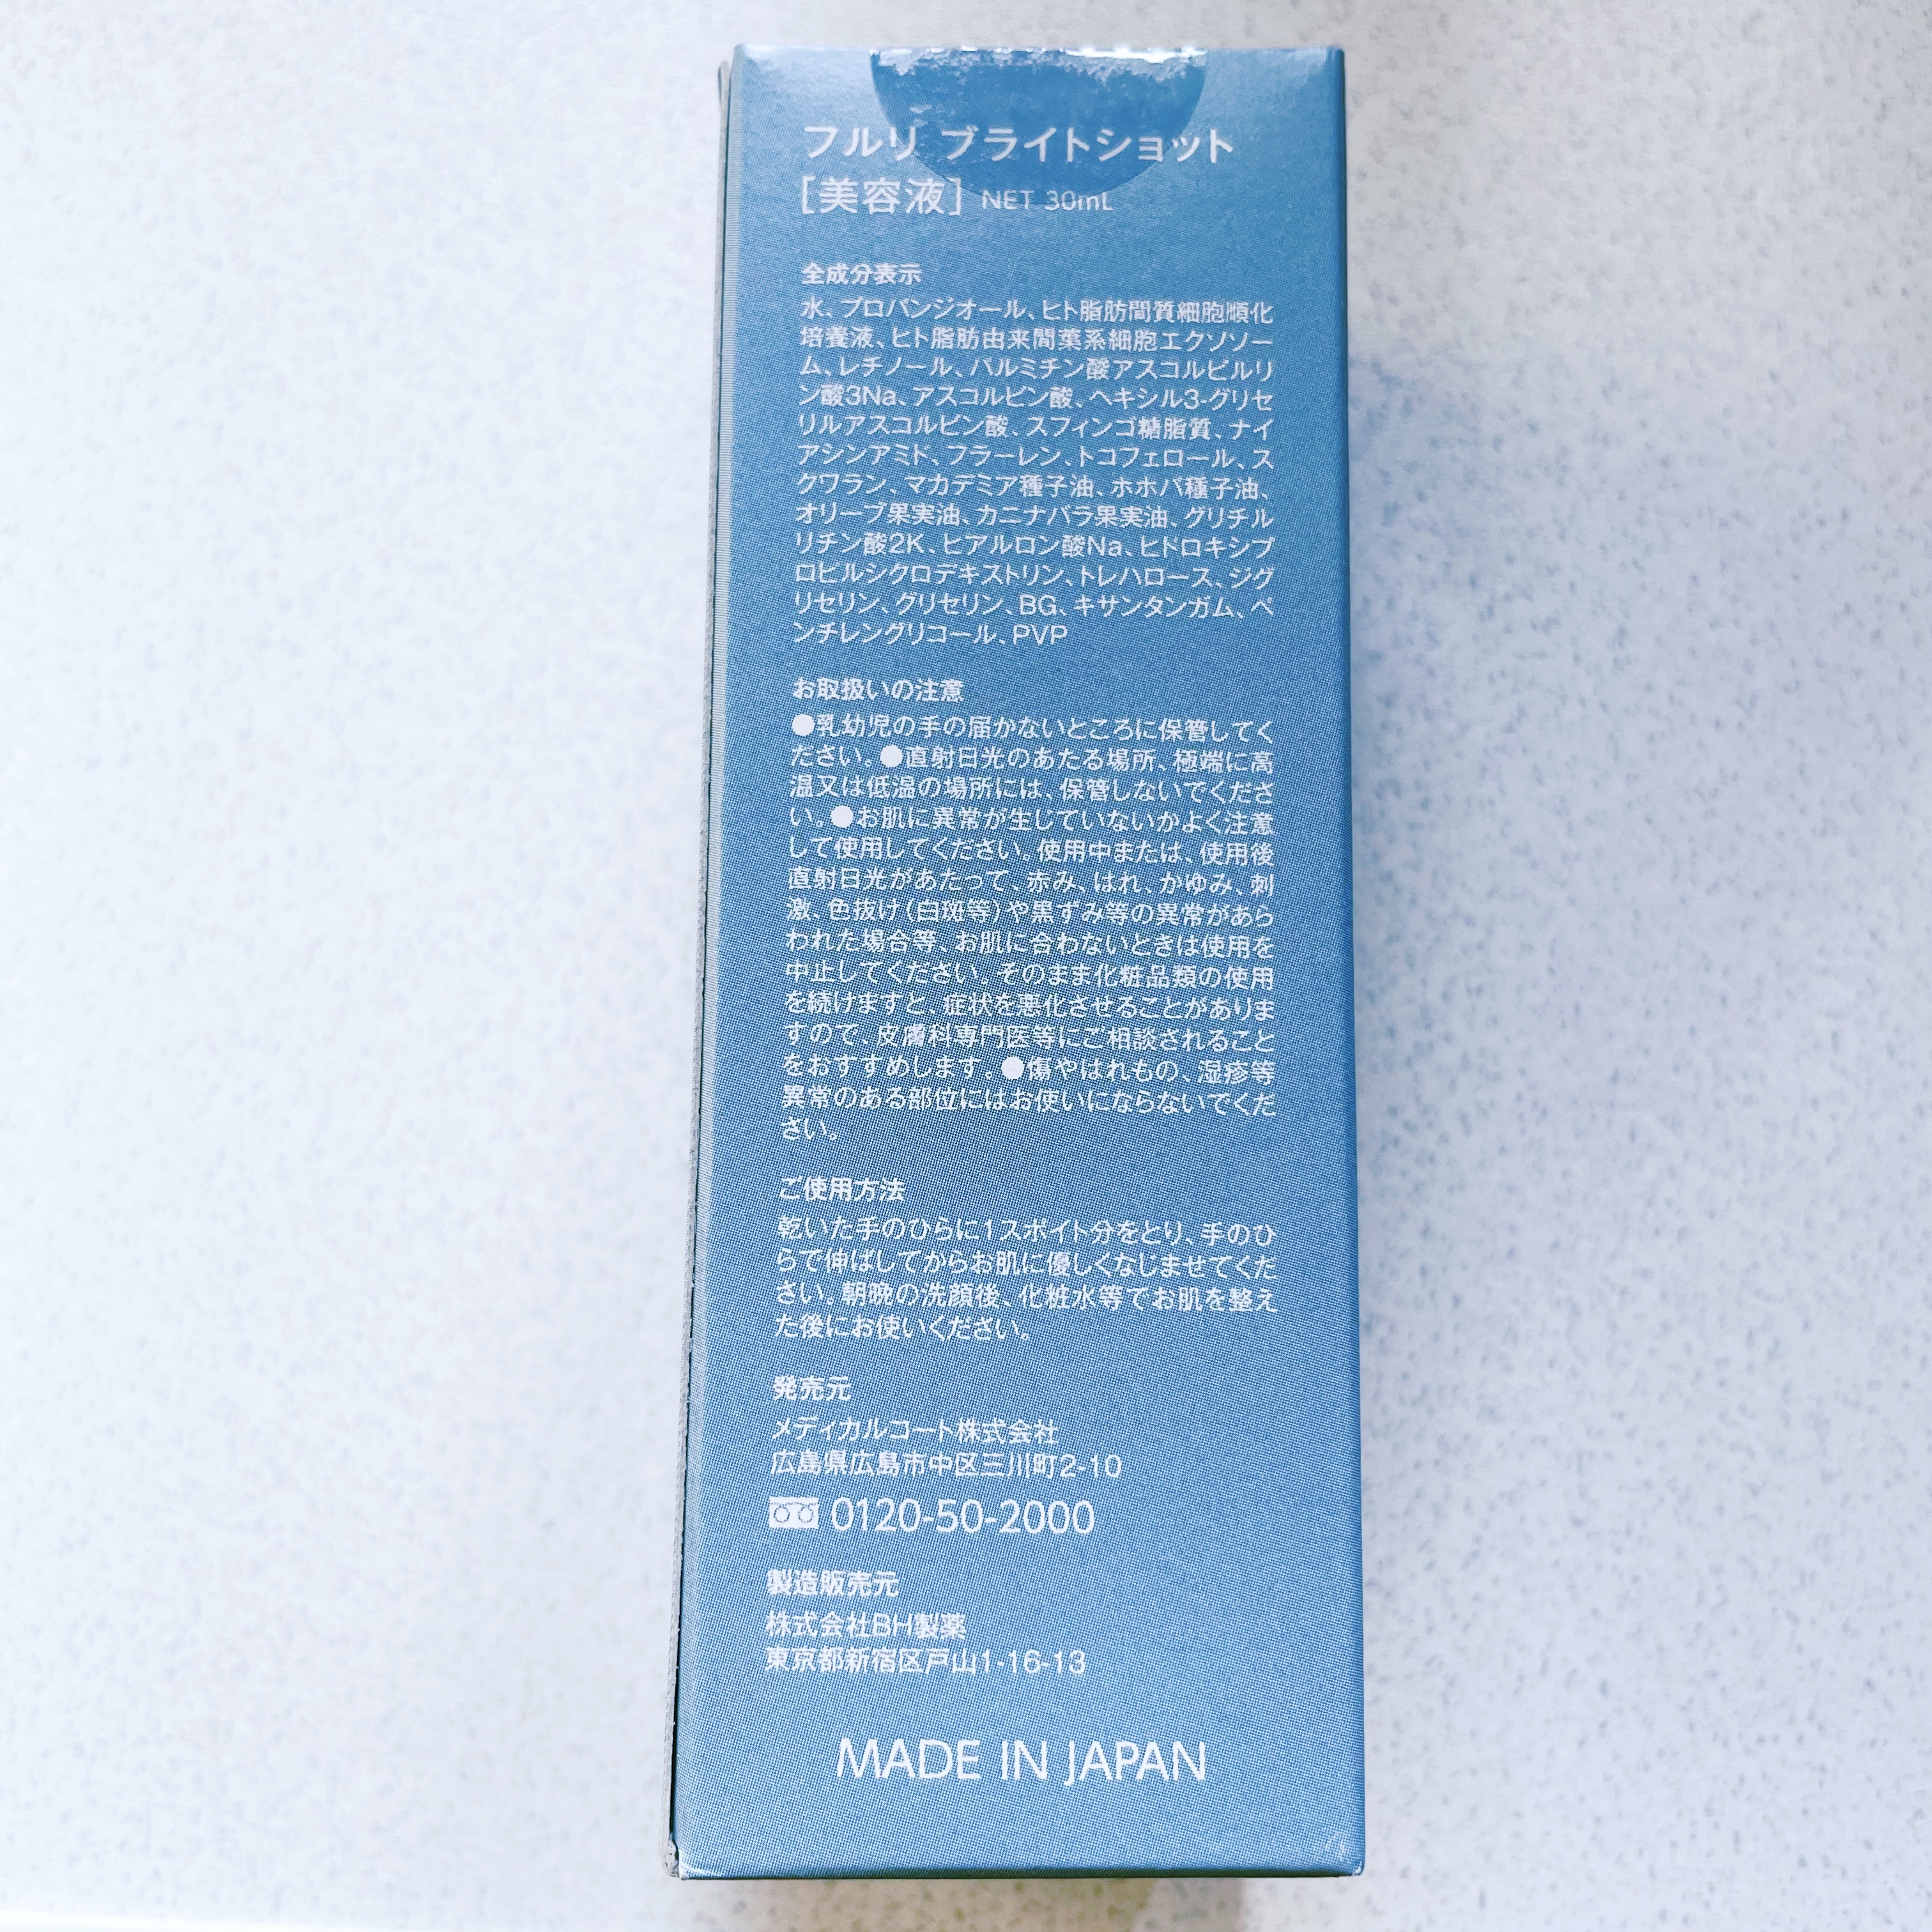 フルリ ブライトショット
[美容液] NET 30mL
全成分表示
水、プロパンジオール、ヒト脂肪間質細胞順化
培養液、ヒト脂肪由来間葉系細胞エクソソー
ム、レチノール、パルミチン酸アスコルビルリ
ン酸3Na、アスコルビン酸、ヘキシル3-グリセ
リルアスコルビン酸、スフィンゴ糖脂質、ナイ
アシンアミド、フラーレン、トコフェロール、ス
クワラン、マカデミア種子油、ホホバ種子油、
オリーブ果実油、カニナバラ果実油、グリチル
リチン酸2K、ヒアルロン酸Na、ヒドロキシプ
ロピルシクロデキストリン、トレハロース、ジグ
リセリン、グリセリン、BG、キサンタンガム、ペ
ンチレングリコール、PVP
お取扱いの注意
●乳幼児の手の届かないところに保管してく
ださい。●直射日光のあたる場所、極端に高
温又は低温の場所には、保管しないでくださ
い。●お肌に異常が生じていないかよく注意
して使用してください。使用中または、使用後
直射日光があたって、赤み、はれ、かゆみ、刺
激、色抜け(白斑等)や黒ずみ等の異常があら
われた場合等、お肌に合わないときは使用を
中止してください。そのまま化粧品類の使用
を続けますと、症状を悪化させることがありま
すので、皮膚科専門医等にご相談されること
をおすすめします。●傷やはれもの、湿疹等
異常のある部位にはお使いにならないでくだ
さい。
ご使用方法
乾いた手のひらに1スポイト分をとり、手のひ
らで伸ばしてからお肌に優しくなじませてくだ
さい。朝晩の洗顔後、化粧水等でお肌を整え
た後にお使いください。
発売元
メディカルコート株式会社
広島県広島市中区三川町2-10
0120-50-2000
製造販売元
株式会社BH製薬
東京都新宿区戸山1-16-13
MADE IN JAPAN